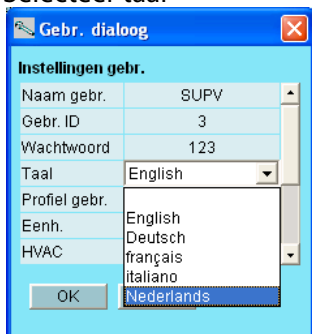 Selecteer taal
Gebr. dialoog
Instellingen gebr.
Naam gebr. SUPV
Gebr. ID 3
Wachtwoord 123
Taal English
Profiel gebr.
Eenh. English
Deutsch
HVAC français
italiano
OK Nederlands